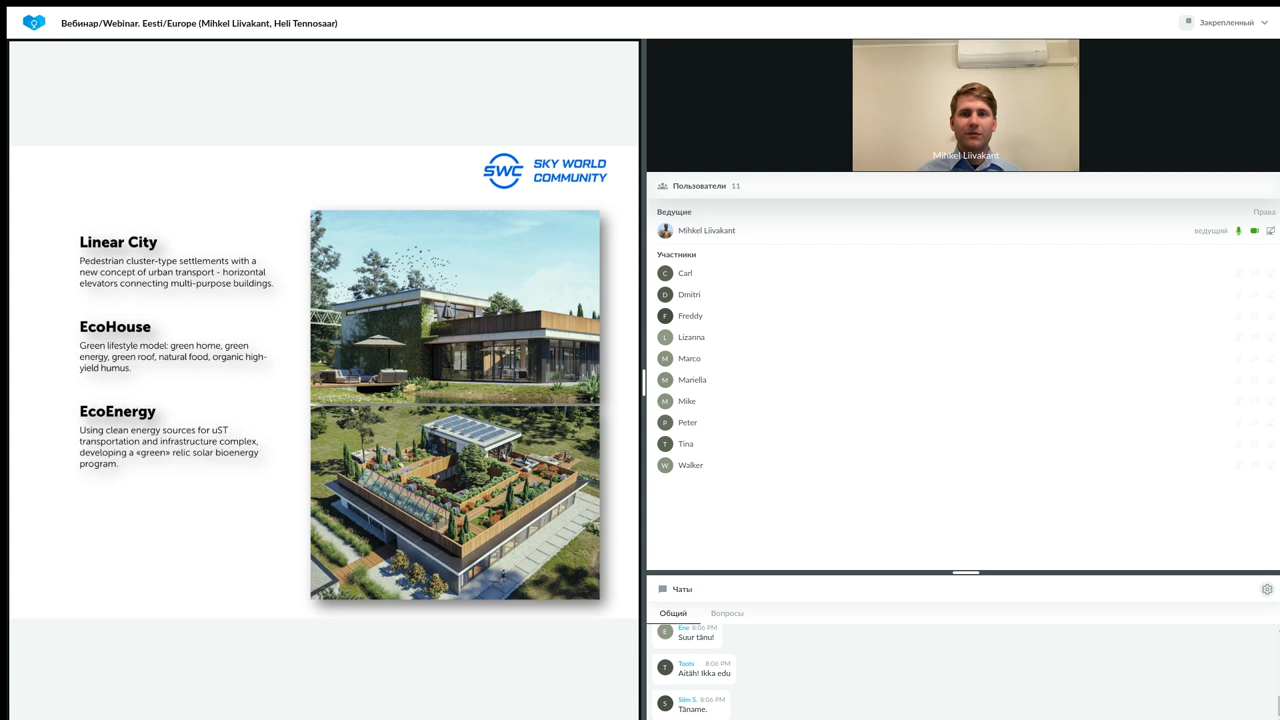 Вебинар/Webinar. Eesti/Europe (Mihkel Liivakant, Heli Tennosaar)
Закрепленный
SWC SKY WORLD
COMMUNITY
Linear City
Pedestrian cluster-type settlements with a
new concept of urban transport - horizontal
elevators connecting multi-purpose buildings.
EcoHouse
Green lifestyle model: green home, green
energy, green roof, natural food, organic high-
yield humus.
EcoEnergy
Using clean energy sources for uST
transportation and infrastructure complex,
developing a «green» relic solar bioenergy
program.
Mihkel Liivakant
Пользователи 11
Ведущие Права
Mihkel Liivakant ведущий
Участники
C Carl
D Dmitri
F Freddy
L Lizanna
M Marco
M Mariella
M Mike
P Peter
T Tina
W Walker
Чаты
Общий Вопросы
E Ene 8:06 PM
Suur tänu!
T Toots 8:06 PM
Aitäh! Ikka edu
S Siim S. 8:06 PM
Täname.